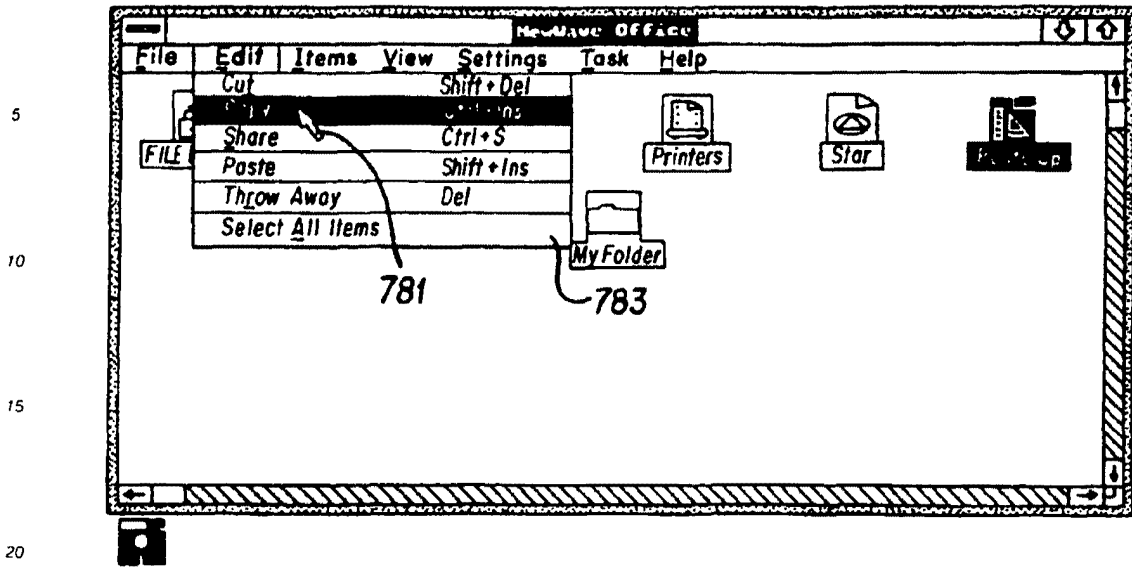 NewWave Office
File Edit Items View Settings Task Help
Cut Shift+Del
5
Share Ctrl+S
FILE
Printers
Star
Paste Shift+Ins
Throw Away Del
Select All Items
10
My Folder
781
783
15
20